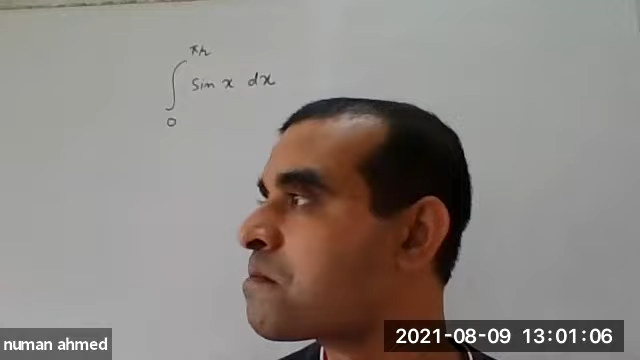 π/2
∫ sin x dx
0
numan ahmed
2021-08-09 13:01:06